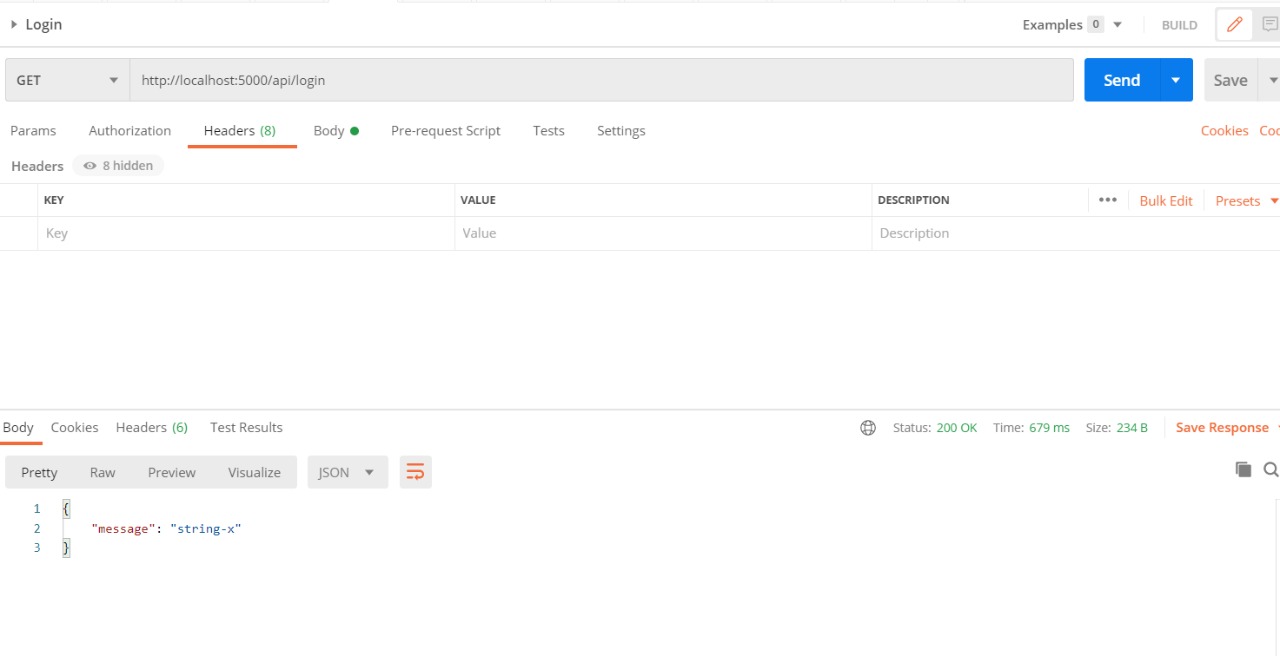 Login
Examples 0
BUILD
GET
http://localhost:5000/api/login
Send
Save
Params Authorization Headers (8) Body Pre-request Script Tests Settings
Cookies Coo
Headers 8 hidden
KEY VALUE DESCRIPTION ••• Bulk Edit Presets
Key Value Description
Body Cookies Headers (6) Test Results
Status: 200 OK Time: 679 ms Size: 234 B Save Response
Pretty Raw Preview Visualize JSON
1 {
2 "message": "string-x"
3 }